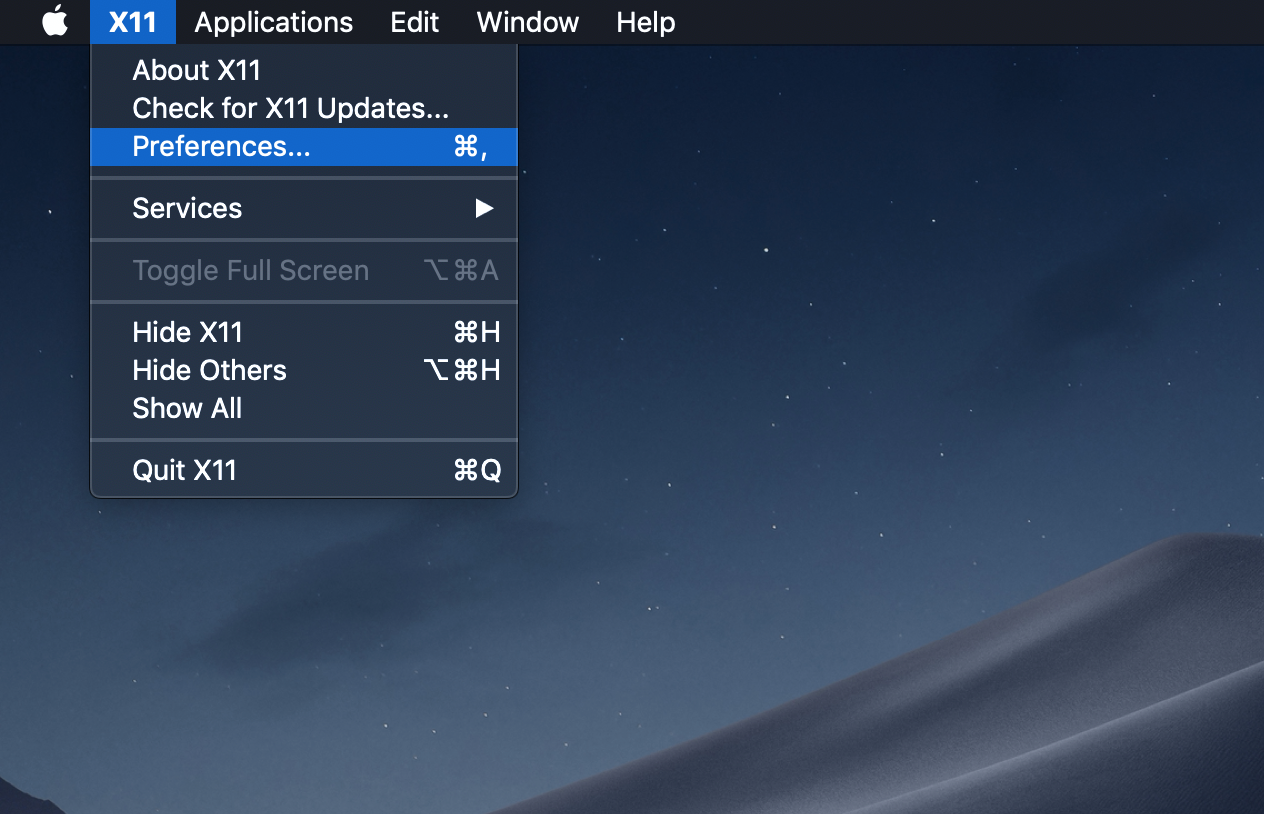 X11 Applications Edit Window Help
About X11
Check for X11 Updates...
Preferences... ⌘,
Services ▶
Toggle Full Screen ⌥⌘A
Hide X11 ⌘H
Hide Others ⌥⌘H
Show All
Quit X11 ⌘Q